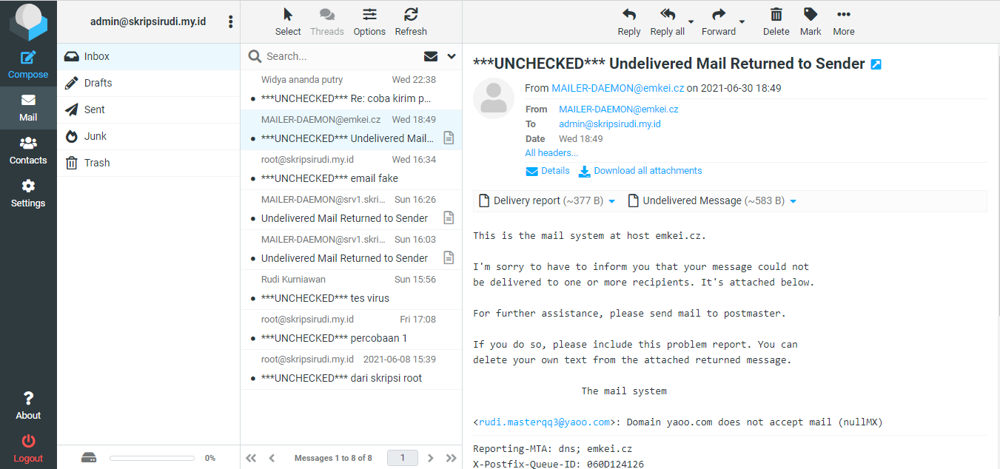 Compose
Mail
Contacts
Settings
About
Logout
admin@skripsirudi.my.id
Inbox
Drafts
Sent
Junk
Trash
0%
Select
Threads
Options
Refresh
Search...
Widya ananda putry Wed 22:38
***UNCHECKED*** Re: coba kirim p...
MAILER-DAEMON@emkei.cz Wed 18:49
***UNCHECKED*** Undelivered Mail...
root@skripsirudi.my.id Wed 16:34
***UNCHECKED*** email fake
MAILER-DAEMON@srv1.skri... Sun 16:26
Undelivered Mail Returned to Sender
MAILER-DAEMON@srv1.skri... Sun 16:03
Undelivered Mail Returned to Sender
Rudi Kurniawan Sun 15:56
***UNCHECKED*** tes virus
root@skripsirudi.my.id Fri 17:08
***UNCHECKED*** percobaan 1
root@skripsirudi.my.id 2021-06-08 15:39
***UNCHECKED*** dari skripsi root
Messages 1 to 8 of 8 1
Reply
Reply all
Forward
Delete
Mark
More
***UNCHECKED*** Undelivered Mail Returned to Sender
From MAILER-DAEMON@emkei.cz on 2021-06-30 18:49
From MAILER-DAEMON@emkei.cz
To admin@skripsirudi.my.id
Date Wed 18:49
All headers...
Details Download all attachments
Delivery report (~377 B) Undelivered Message (~583 B)
This is the mail system at host emkei.cz.
I'm sorry to have to inform you that your message could not
be delivered to one or more recipients. It's attached below.
For further assistance, please send mail to postmaster.
If you do so, please include this problem report. You can
delete your own text from the attached returned message.
The mail system
<rudi.masterqq3@yaoo.com>: Domain yaoo.com does not accept mail (nullMX)
Reporting-MTA: dns; emkei.cz
X-Postfix-Queue-ID: 060D124126